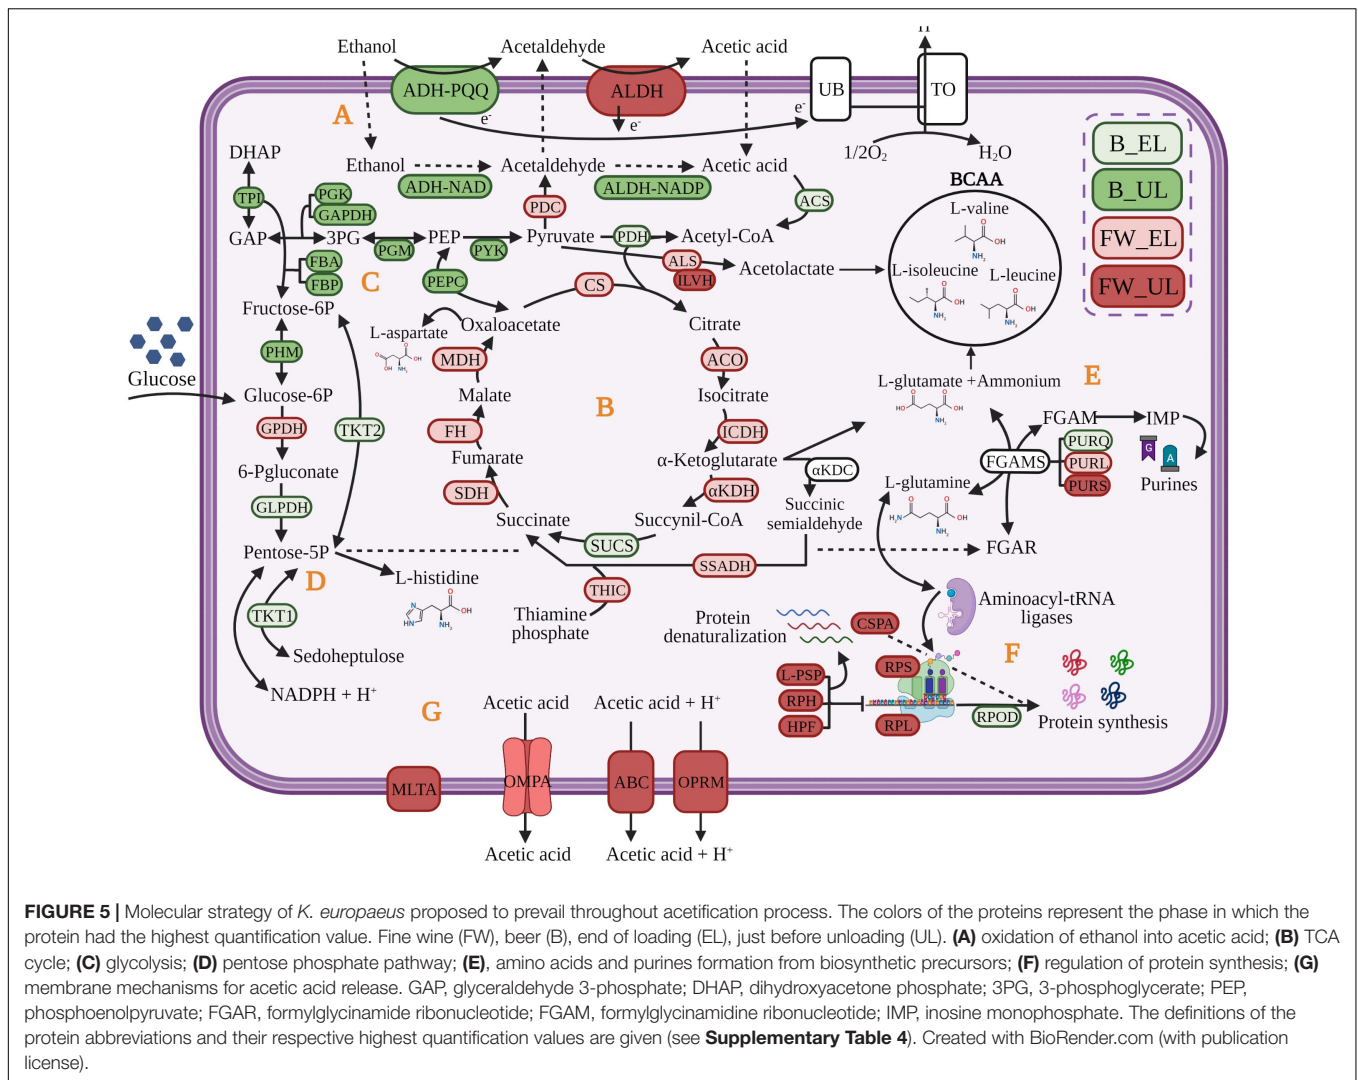 H
Ethanol
Acetaldehyde
Acetic acid
ADH-PQQ
ALDH
UB
TO
e-
e-
e-
A
1/2O2
H2O
B_EL
B_UL
FW_EL
FW_UL
DHAP
Ethanol
Acetaldehyde
Acetic acid
ADH-NAD
ALDH-NADP
BCAA
TPI
PGK
GAPDH
PDC
ACS
L-valine
OH
NH2
GAP
3PG
PGM
PEP
PYK
Pyruvate
PDH
Acetyl-CoA
FBA
FBP
C
PEPC
CS
ALS
ILVH
Acetolactate
L-isoleucine
L-leucine
OH
NH2
OH
NH2
Fructose-6P
L-aspartate
Oxaloacetate
Citrate
PHM
MDH
ACO
Glucose
Glucose-6P
Malate
Isocitrate
L-glutamate +Ammonium
E
GPDH
TKT2
FH
B
ICDH
FGAM
IMP
6-Pgluconate
Fumarate
α-Ketoglutarate
αKDC
FGAMS
PURQ
PURL
PURS
G
A
Purines
GLPDH
SDH
αKDH
L-glutamine
Succinate
Succynil-CoA
Succinic
semialdehyde
SUCS
FGAR
Pentose-5P
D
L-histidine
SSADH
THIC
TKT1
Thiamine
phosphate
Protein
denaturalization
CSPA
Aminoacyl-tRNA
ligases
Sedoheptulose
F
NADPH + H+
L-PSP
RPS
RPH
HPF
RPL
RPOD
Protein synthesis
G
Acetic acid
Acetic acid + H+
MLTA
OMPA
ABC
OPRM
Acetic acid
Acetic acid + H+
FIGURE 5 | Molecular strategy of K. europaeus proposed to prevail throughout acetification process. The colors of the proteins represent the phase in which the
protein had the highest quantification value. Fine wine (FW), beer (B), end of loading (EL), just before unloading (UL). (A) oxidation of ethanol into acetic acid; (B) TCA
cycle; (C) glycolysis; (D) pentose phosphate pathway; (E), amino acids and purines formation from biosynthetic precursors; (F) regulation of protein synthesis; (G)
membrane mechanisms for acetic acid release. GAP, glyceraldehyde 3-phosphate; DHAP, dihydroxyacetone phosphate; 3PG, 3-phosphoglycerate; PEP,
phosphoenolpyruvate; FGAR, formylglycinamide ribonucleotide; FGAM, formylglycinamidine ribonucleotide; IMP, inosine monophosphate. The definitions of the
protein abbreviations and their respective highest quantification values are given (see Supplementary Table 4). Created with BioRender.com (with publication
license).